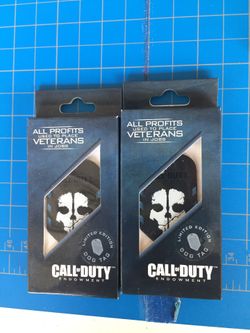 ALL PROFITS
USED TO PLACE
VETERANS
IN JOBS
LIMITED EDITION
DOG TAG
CALL OF DUTY
ENDOWMENT
ALL PROFITS
USED TO PLACE
VETERANS
IN JOBS
LIMITED EDITION
DOG TAG
CALL OF DUTY
ENDOWMENT